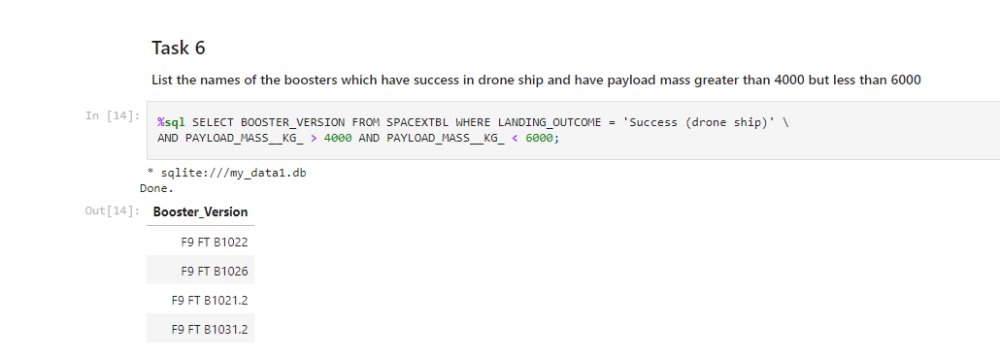 Task 6
List the names of the boosters which have success in drone ship and have payload mass greater than 4000 but less than 6000
In [14]: %sql SELECT BOOSTER_VERSION FROM SPACEXTBL WHERE LANDING_OUTCOME = 'Success (drone ship)' \
AND PAYLOAD_MASS__KG_ > 4000 AND PAYLOAD_MASS__KG_ < 6000;
* sqlite:///my_data1.db
Done.
Out[14]: Booster_Version
F9 FT B1022
F9 FT B1026
F9 FT B1021.2
F9 FT B1031.2